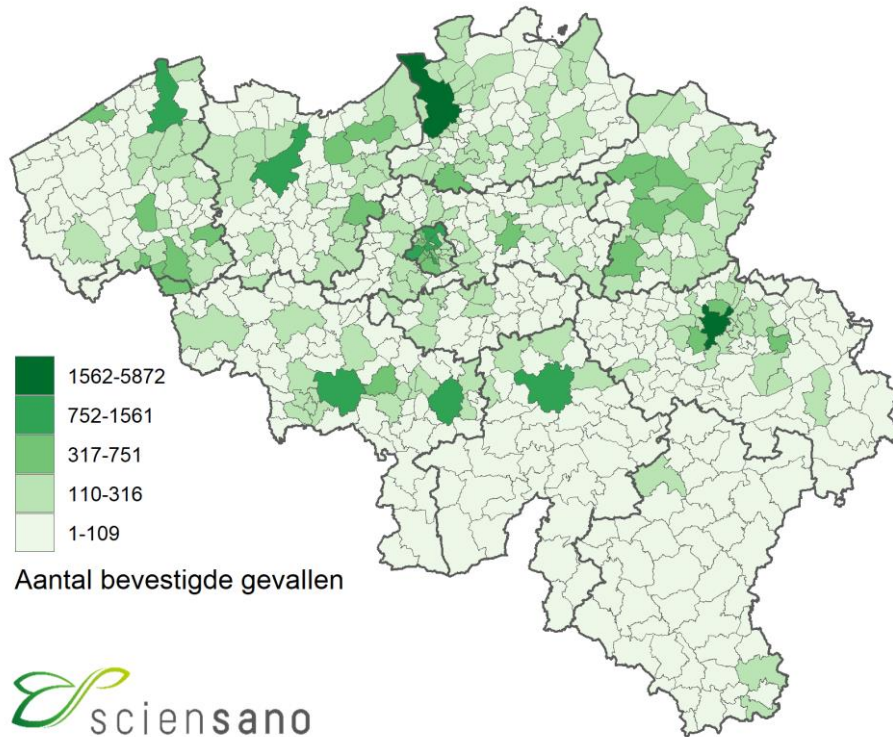 1562-5872
752-1561
317-751
110-316
1-109
Aantal bevestigde gevallen
sciensano